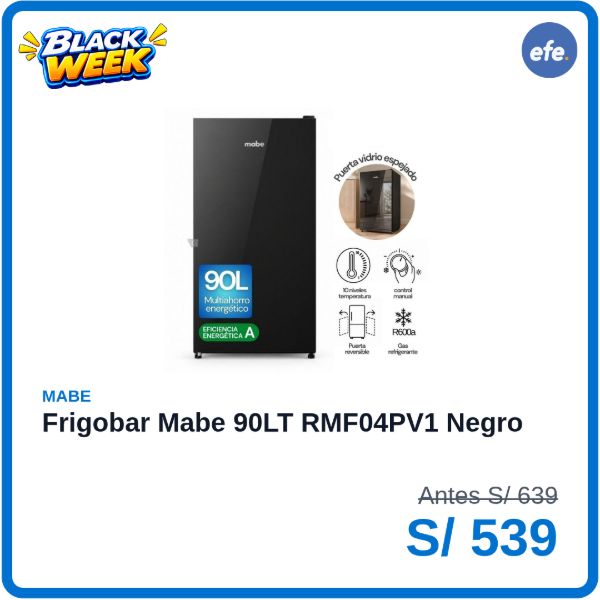 BLACK
WEEK
efe.
mabe
Puerta vidrio espejado
90L
Multiahorro
energético
EFICIENCIA
ENERGÉTICA A
10 niveles
temperatura
control
manual
Puerta
reversible
R600a
Gas
refrigerante
MABE
Frigobar Mabe 90LT RMF04PV1 Negro
Antes S/ 639
S/ 539